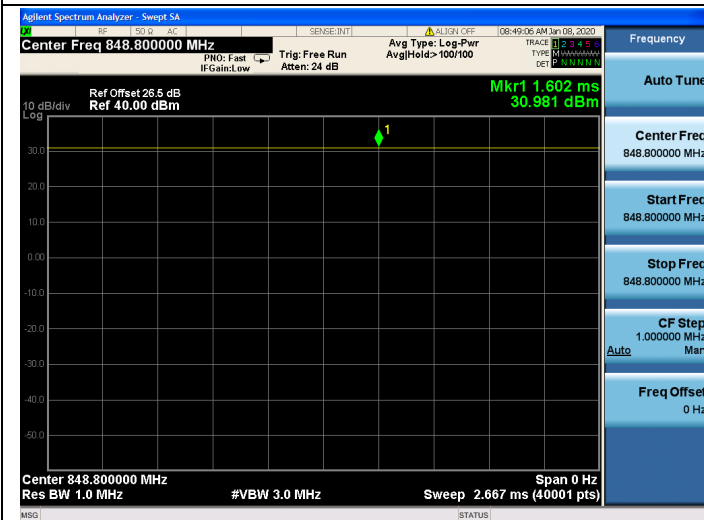 Agilent Spectrum Analyzer - Swept SA
RF 50 Ω AC SENSE:INT ALIGN OFF 08:49:06 AM Jan 08, 2020
Center Freq 848.800000 MHz
PNO: Fast
IFGain:Low
Trig: Free Run
Atten: 24 dB
Avg Type: Log-Pwr
Avg|Hold:>100/100
TRACE 1 2 3 4 5 6
TYPE M
DET P N N N N N
Ref Offset 26.5 dB
Ref 40.00 dBm
10 dB/div
Log
Mkr1 1.602 ms
30.981 dBm
1
30.0
20.0
10.0
0.00
-10.0
-20.0
-30.0
-40.0
-50.0
Center 848.800000 MHz
Span 0 Hz
Res BW 1.0 MHz
#VBW 3.0 MHz
Sweep 2.667 ms (40001 pts)
MSG
STATUS
Frequency
Auto Tune
Center Freq
848.800000 MHz
Start Freq
848.800000 MHz
Stop Freq
848.800000 MHz
CF Step
1.000000 MHz
Auto Man
Freq Offset
0 Hz